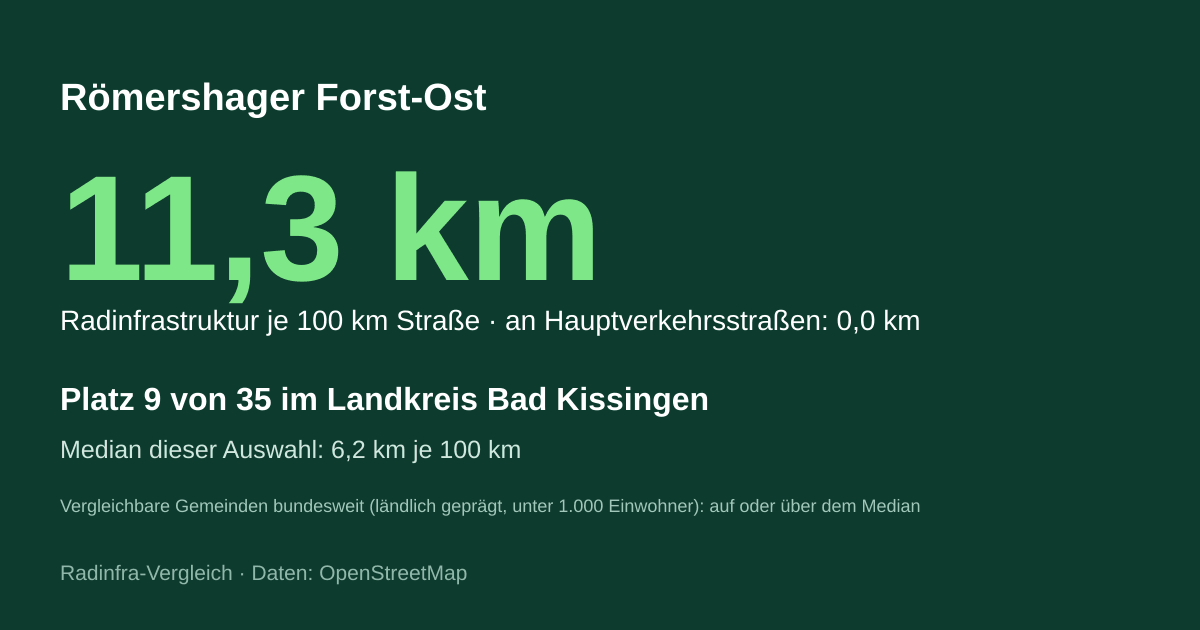 Römershager Forst-Ost
11,3 km
Radinfrastruktur je 100 km Straße · an Hauptverkehrsstraßen: 0,0 km
Platz 9 von 35 im Landkreis Bad Kissingen
Median dieser Auswahl: 6,2 km je 100 km
Vergleichbare Gemeinden bundesweit (ländlich geprägt, unter 1.000 Einwohner): auf oder über dem Median
Radinfra-Vergleich · Daten: OpenStreetMap